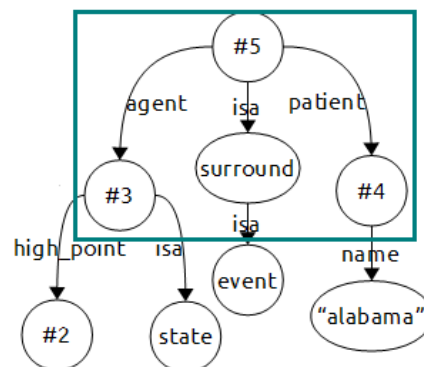 #5
agent isa patient
surround
#3 #4
isa
high_point isa name
event
#2 state “alabama”